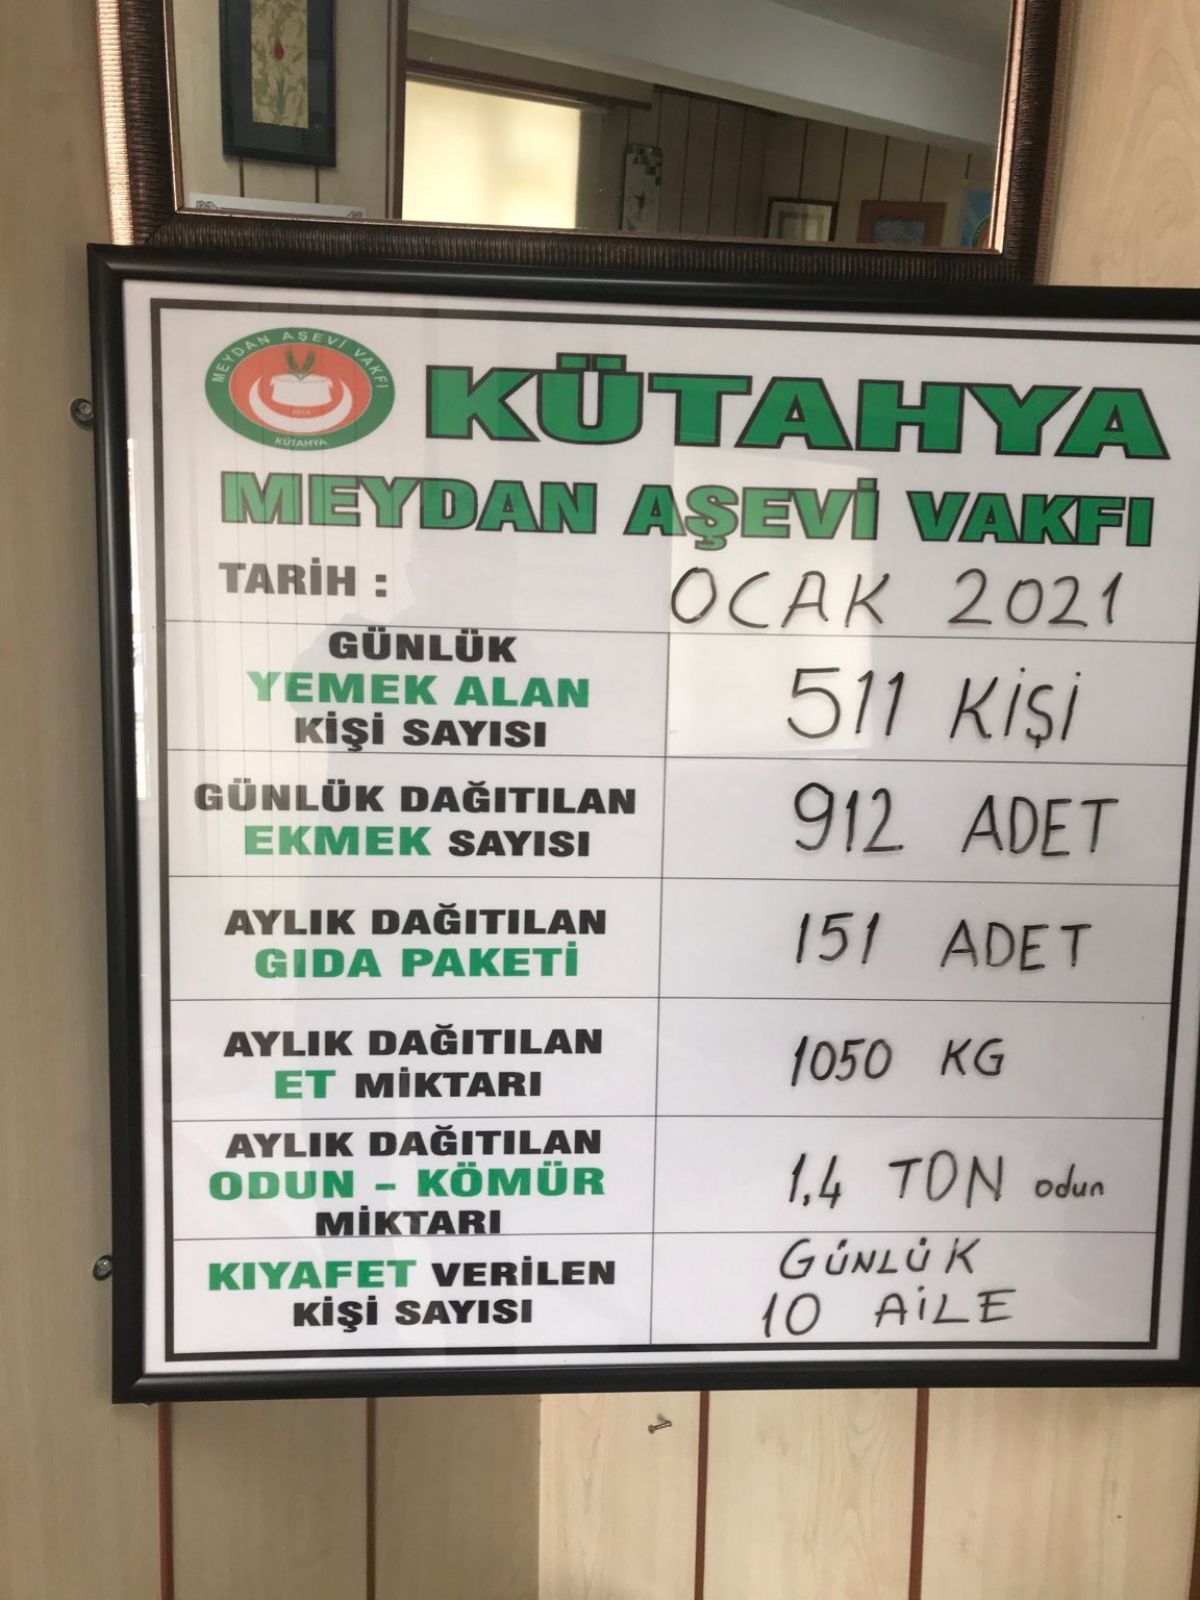 MEYDAN AŞEVİ VAKFI
KÜTAHYA
KÜTAHYA
MEYDAN AŞEVİ VAKFI
TARİH : OCAK 2021
GÜNLÜK
YEMEK ALAN
KİŞİ SAYISI
511 KİŞİ
GÜNLÜK DAĞITILAN
EKMEK SAYISI
912 ADET
AYLIK DAĞITILAN
GIDA PAKETİ
151 ADET
AYLIK DAĞITILAN
ET MİKTARI
1050 KG
AYLIK DAĞITILAN
ODUN - KÖMÜR
MİKTARI
1,4 TON odun
KIYAFET VERİLEN
KİŞİ SAYISI
GÜNLÜK
10 AİLE